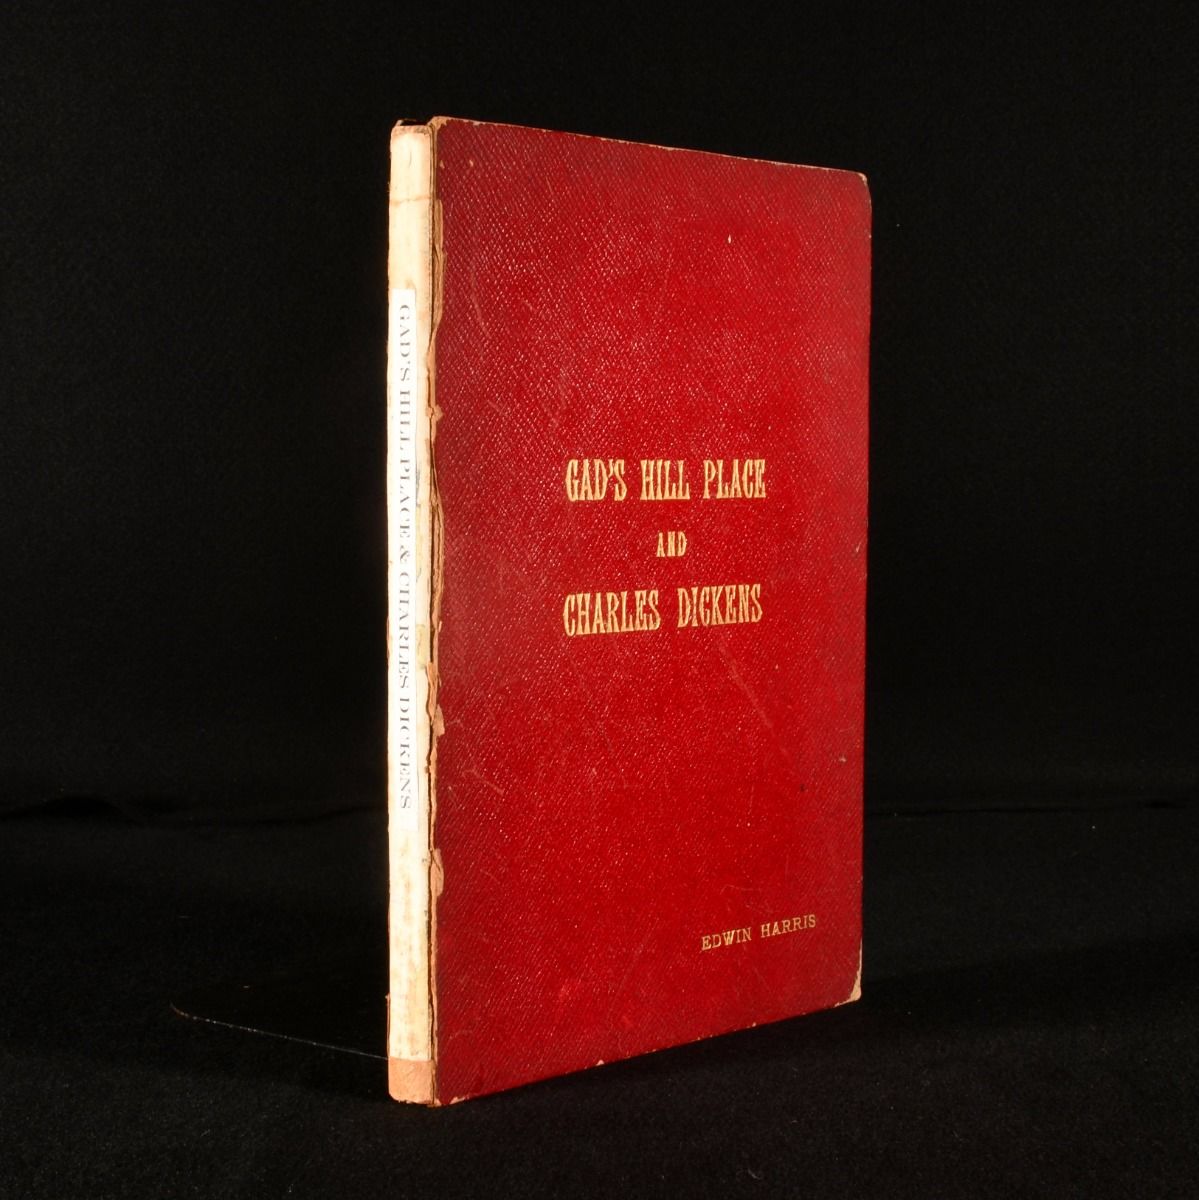 GAD'S HILL PLACE & CHARLES DICKENS
GAD'S HILL PLACE
AND
CHARLES DICKENS
EDWIN HARRIS